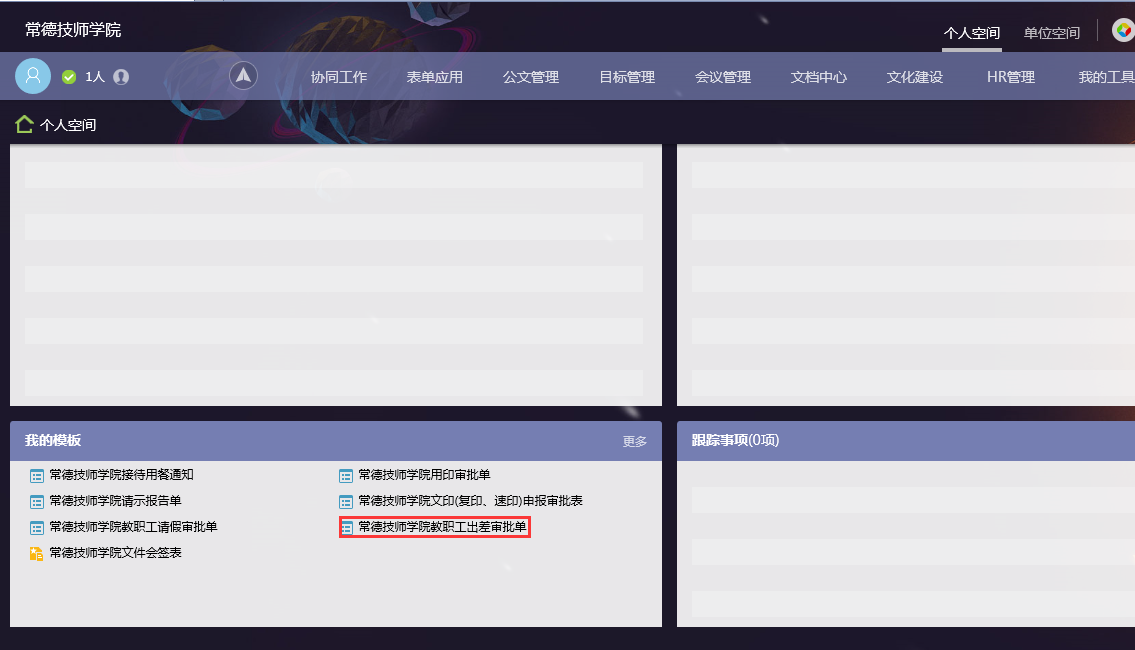 常德技师学院
个人空间
单位空间
1人
协同工作
表单应用
公文管理
目标管理
会议管理
文档中心
文化建设
HR管理
我的工具
个人空间
我的模板
更多
常德技师学院接待用餐通知
常德技师学院用印审批单
常德技师学院请示报告单
常德技师学院文印(复印、速印)申报审批表
常德技师学院教职工请假审批单
常德技师学院教职工出差审批单
常德技师学院文件会签表
跟踪事项(0项)